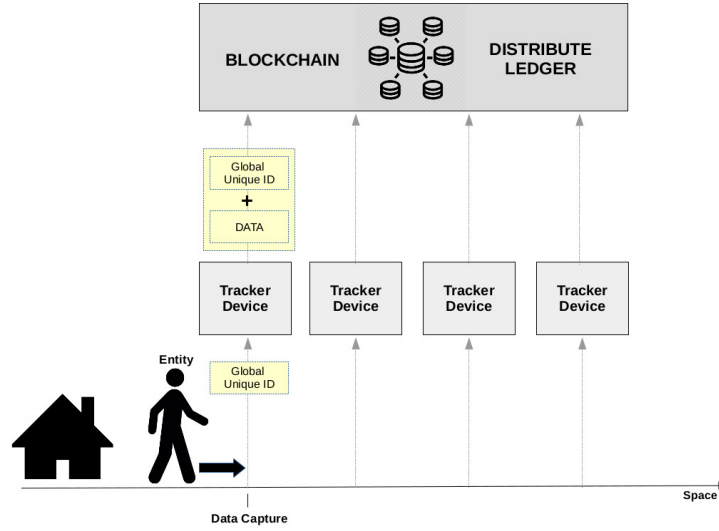 BLOCKCHAIN
DISTRIBUTE
LEDGER
Global
Unique ID
+
DATA
Tracker
Device
Tracker
Device
Tracker
Device
Tracker
Device
Entity
Global
Unique ID
Space
Data Capture